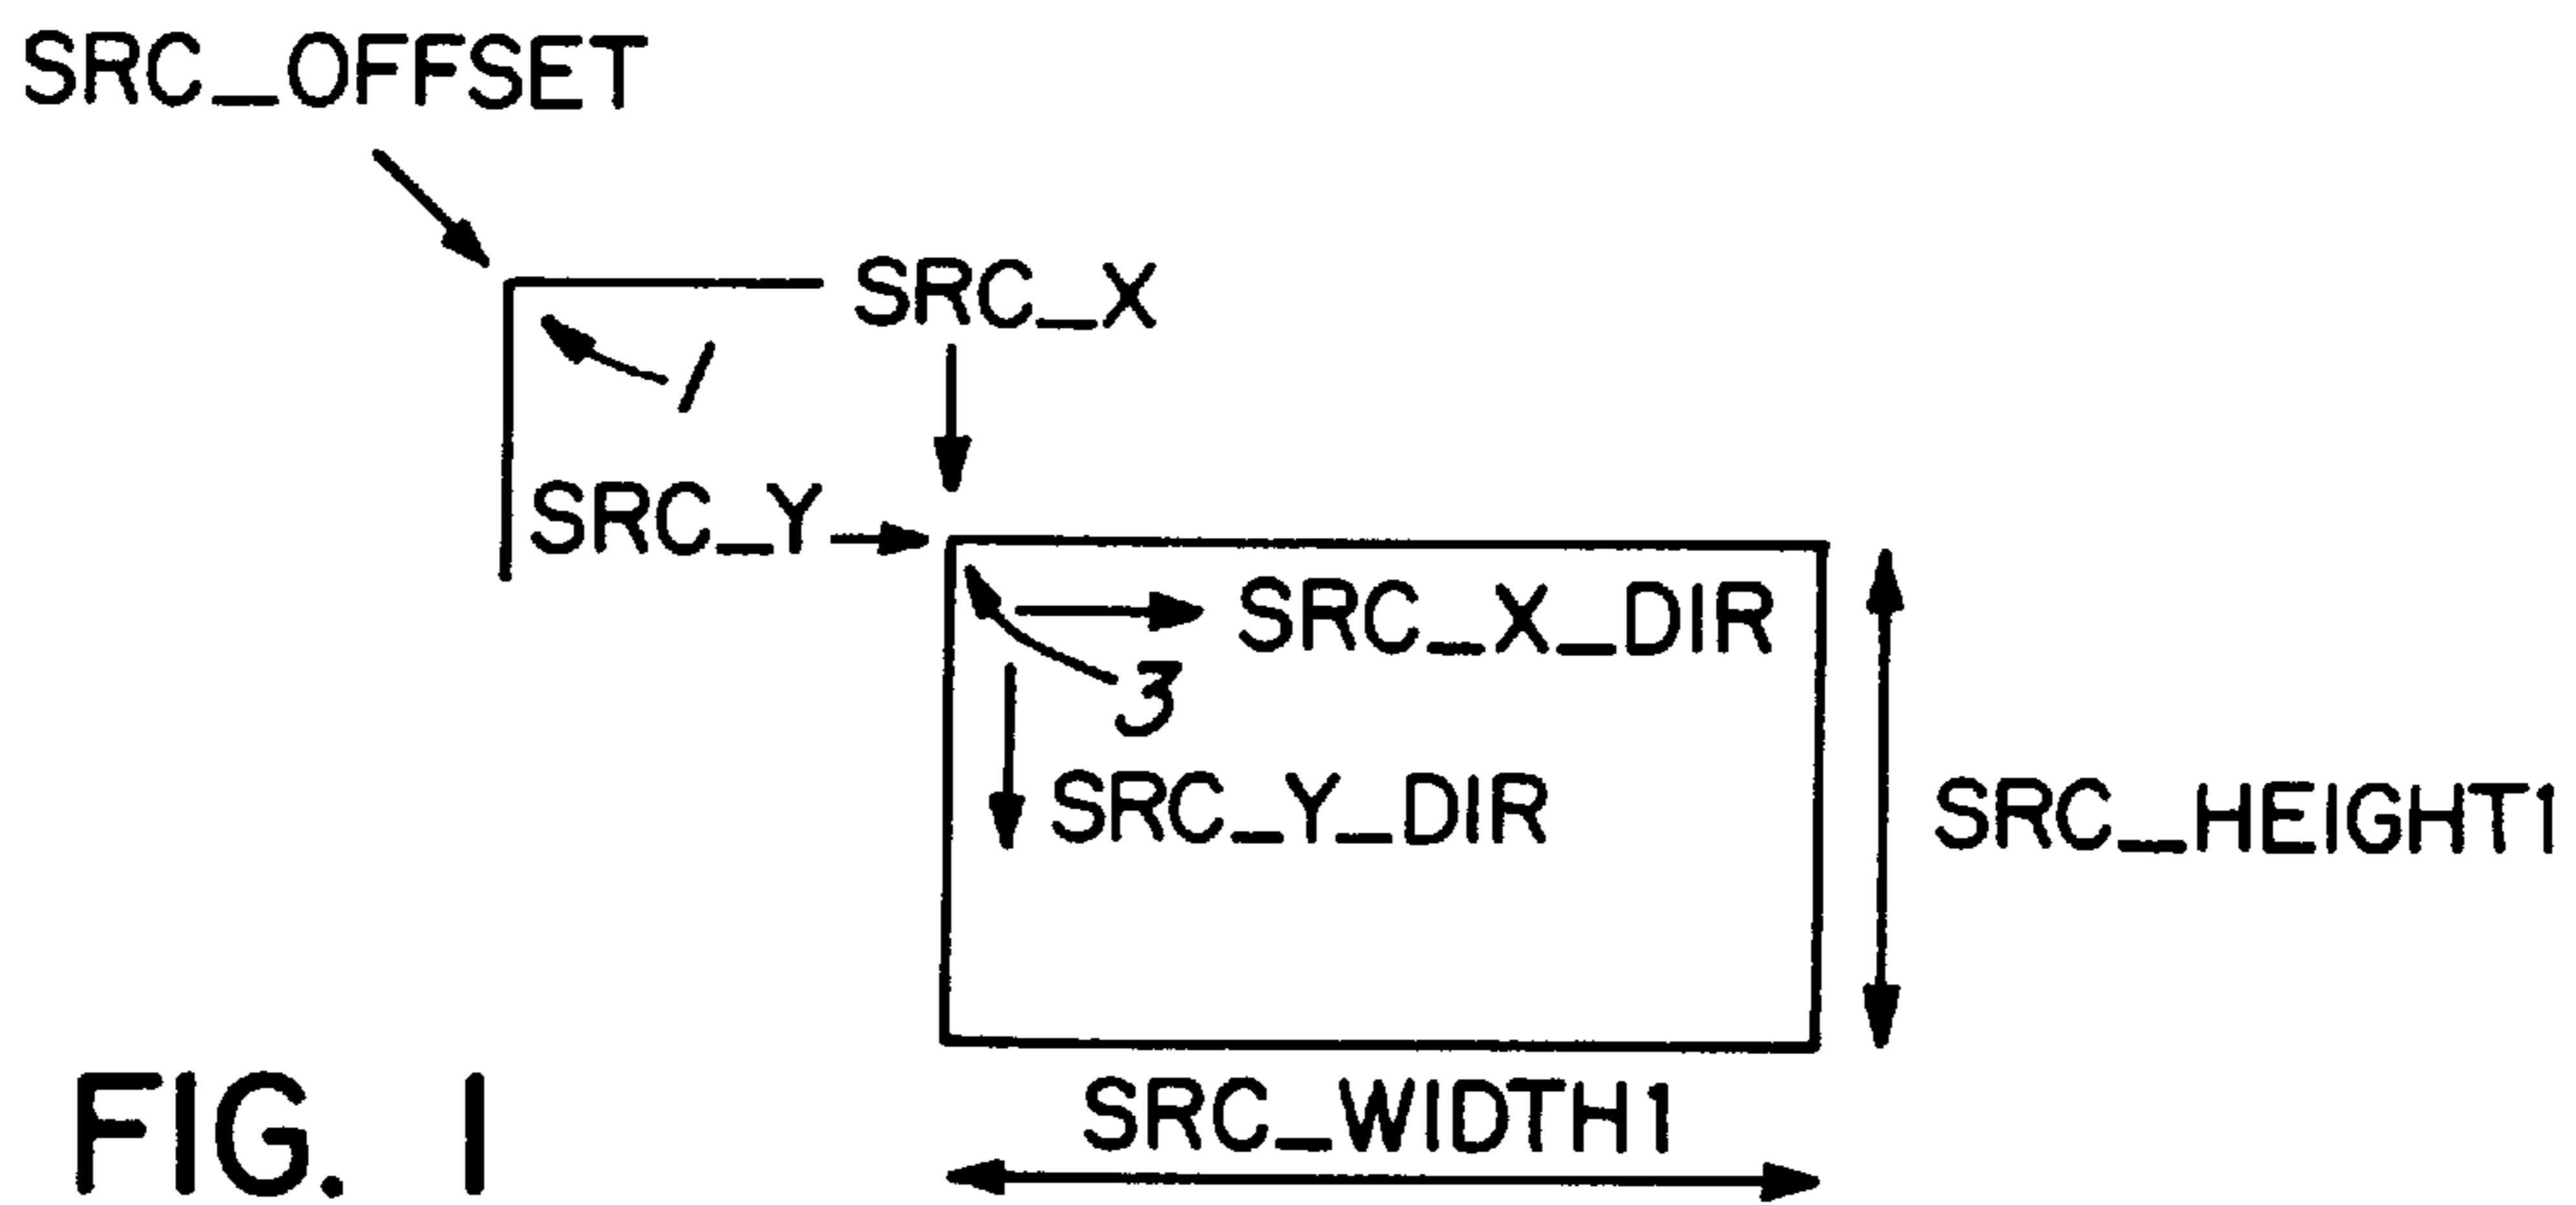 SRC_OFFSET
SRC_X
1
SRC_Y
SRC_X_DIR
3
SRC_Y_DIR
SRC_HEIGHT1
SRC_WIDTH1
FIG. 1